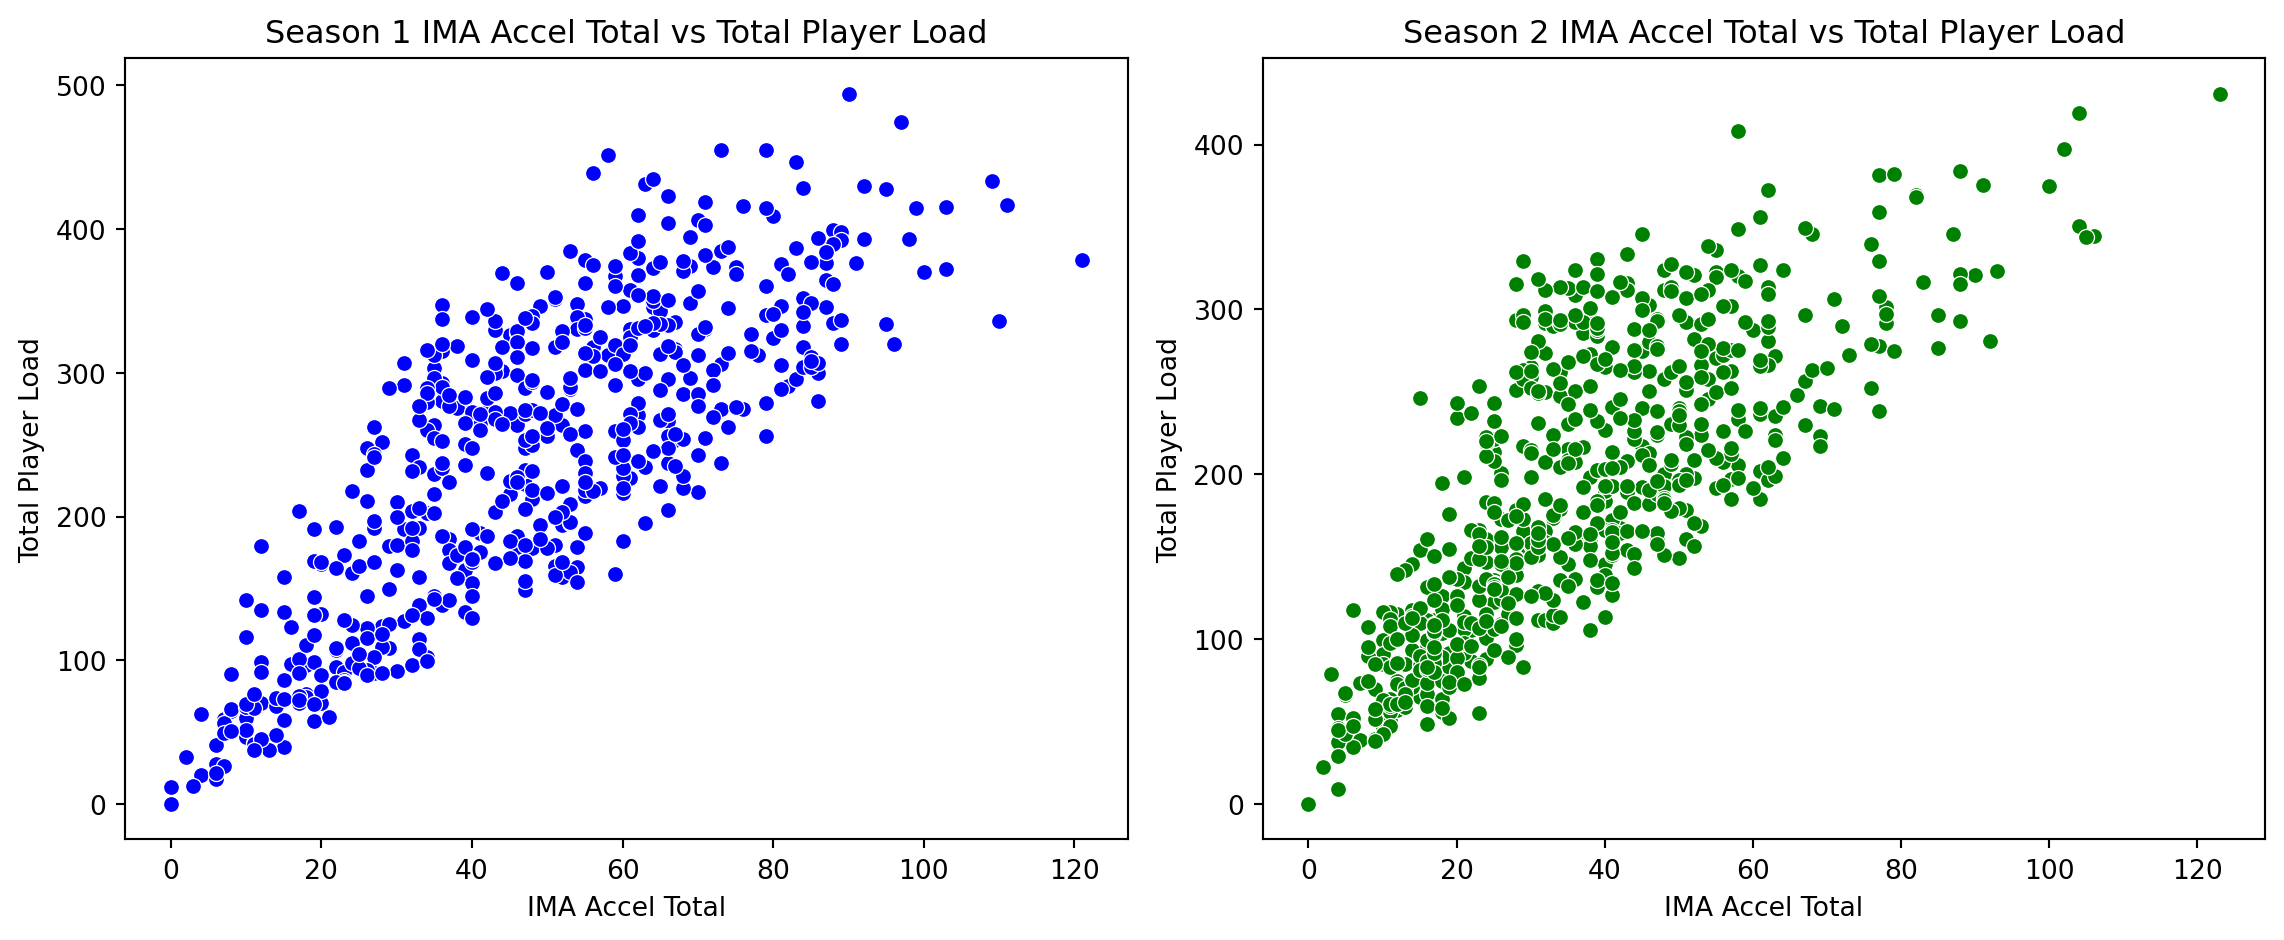 Season 1 IMA Accel Total vs Total Player Load
Total Player Load
500
400
300
200
100
0
0 20 40 60 80 100 120
IMA Accel Total
Season 2 IMA Accel Total vs Total Player Load
Total Player Load
400
300
200
100
0
0 20 40 60 80 100 120
IMA Accel Total